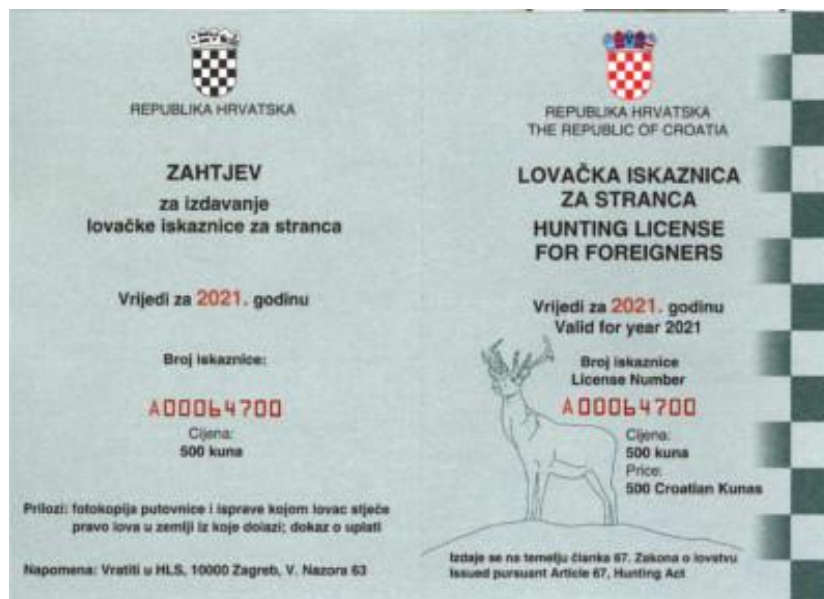 REPUBLIKA HRVATSKA
ZAHTJEV
za izdavanje
lovačke iskaznice za stranca
Vrijedi za 2021. godinu
Broj iskaznice:
A00064700
Cijena:
500 kuna
Prilozi: fotokopija putovnice i isprave kojom lovac stječe
pravo lova u zemlji iz koje dolazi; dokaz o uplati
Napomena: Vratiti u HLS, 10000 Zagreb, V. Nazora 63
REPUBLIKA HRVATSKA
THE REPUBLIC OF CROATIA
LOVAČKA ISKAZNICA
ZA STRANCA
HUNTING LICENSE
FOR FOREIGNERS
Vrijedi za 2021. godinu
Valid for year 2021
Broj iskaznice
License Number
A00064700
Cijena:
500 kuna
Price:
500 Croatian Kunas
Izdaje se na temelju članka 67. Zakona o lovstvu
Issued pursuant Article 67, Hunting Act